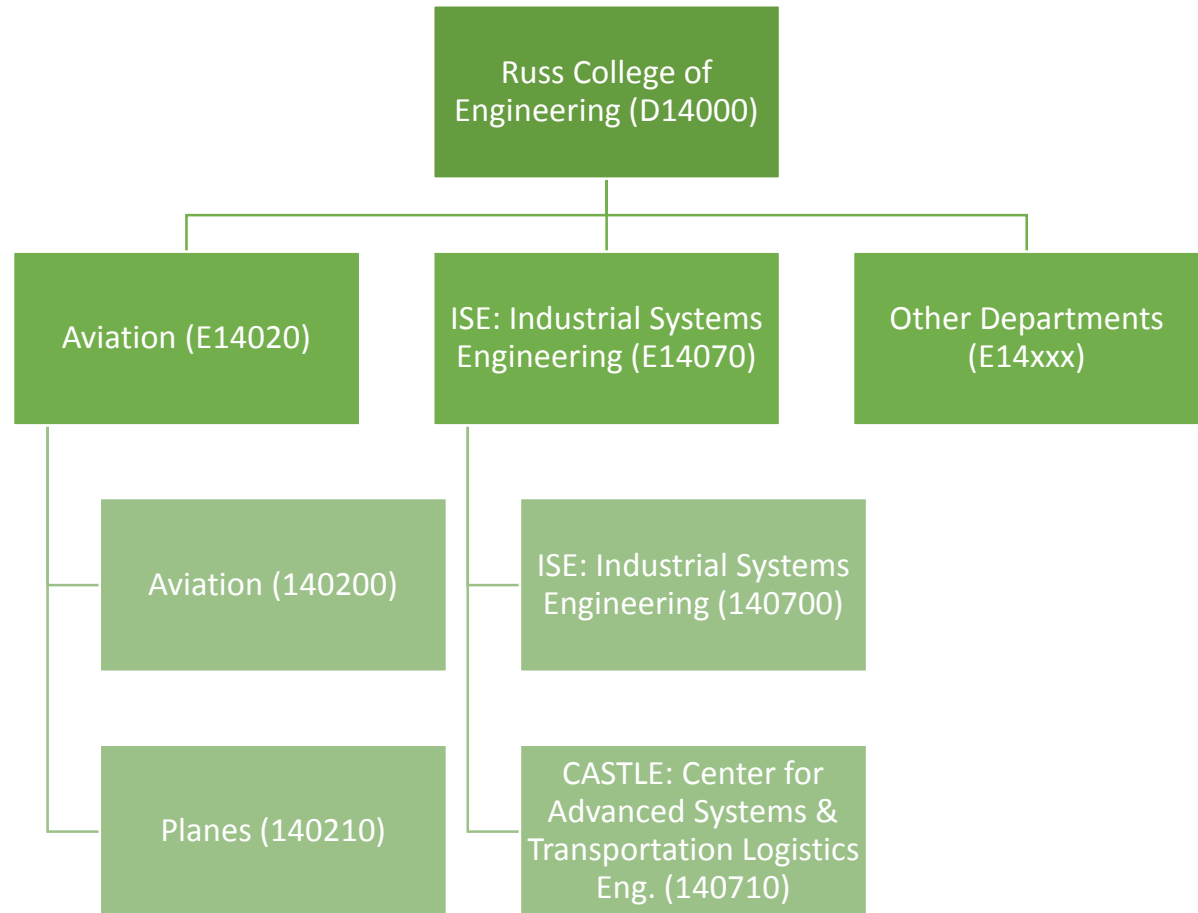 Russ College of
Engineering (D14000)
Aviation (E14020)
ISE: Industrial Systems
Engineering (E14070)
Other Departments
(E14xxx)
Aviation (140200)
ISE: Industrial Systems
Engineering (140700)
Planes (140210)
CASTLE: Center for
Advanced Systems &
Transportation Logistics
Eng. (140710)